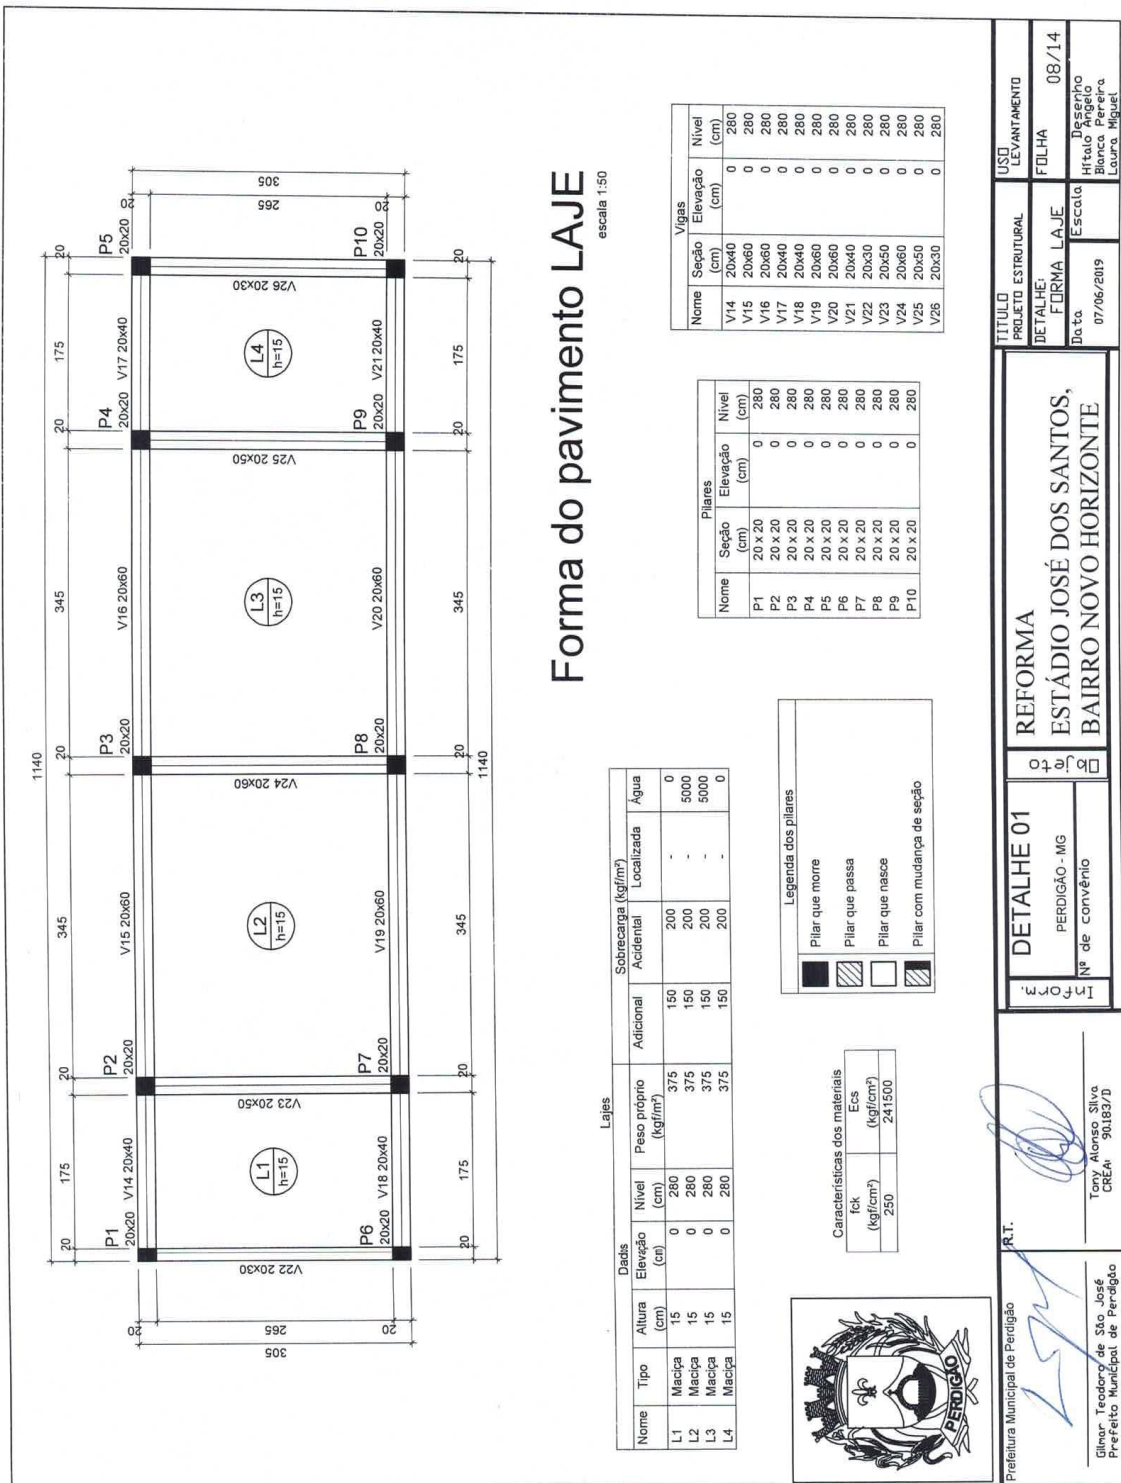 1140
20 175 20 345 20 345 20 175 20
P1 P2 P3 P4 P5
20x20 20x20 20x20 20x20 20x20
V14 20x40 V15 20x60 V16 20x60 V17 20x40
20 265 20
305
V22 20x30
V23 20x50
V24 20x60
V25 20x50
V26 20x30
20 265 20
305
L1
h=15
L2
h=15
L3
h=15
L4
h=15
P6 P7 P8 P9 P10
20x20 20x20 20x20 20x20 20x20
V18 20x40 V19 20x60 V20 20x60 V21 20x40
20 175 20 345 20 345 20 175 20
1140
Forma do pavimento LAJE
escala 1:50
Lajes
Dados Sobrecarga (kgf/m²)
Nome Tipo Altura (cm) Elevação (cm) Nível (cm) Peso próprio (kgf/m²) Adicional Acidental Localizada Água
L1 Maciça 15 0 280 375 150 200 - 0
L2 Maciça 15 0 280 375 150 200 - 5000
L3 Maciça 15 0 280 375 150 200 - 5000
L4 Maciça 15 0 280 375 150 200 - 0
Características dos materiais
fck (kgf/cm²) Ecs (kgf/cm²)
250 241500
Legenda dos pilares
Pilar que morre
Pilar que passa
Pilar que nasce
Pilar com mudança de seção
Pilares
Nome Seção (cm) Elevação (cm) Nível (cm)
P1 20 x 20 0 280
P2 20 x 20 0 280
P3 20 x 20 0 280
P4 20 x 20 0 280
P5 20 x 20 0 280
P6 20 x 20 0 280
P7 20 x 20 0 280
P8 20 x 20 0 280
P9 20 x 20 0 280
P10 20 x 20 0 280
Vigas
Nome Seção (cm) Elevação (cm) Nível (cm)
V14 20x40 0 280
V15 20x60 0 280
V16 20x60 0 280
V17 20x40 0 280
V18 20x40 0 280
V19 20x60 0 280
V20 20x60 0 280
V21 20x40 0 280
V22 20x30 0 280
V23 20x50 0 280
V24 20x60 0 280
V25 20x50 0 280
V26 20x30 0 280
PERDIGÃO
Prefeitura Municipal de Perdigão
Gilmar Teodoro de São José
Prefeito Municipal de Perdigão
R.T.
Tony Alonso Silva
CREA: 90.183/D
Inform.
DETALHE 01
PERDIGÃO - MG
Nº de convênio
Objeto
REFORMA
ESTÁDIO JOSÉ DOS SANTOS,
BAIRRO NOVO HORIZONTE
TITULO
PROJETO ESTRUTURAL
DETALHE:
FORMA LAJE
Data
07/06/2019
Escala
USO
LEVANTAMENTO
FOLHA
08/14
Desenho
Hítalo Ângelo
Bianca Pereira
Laura Miguel